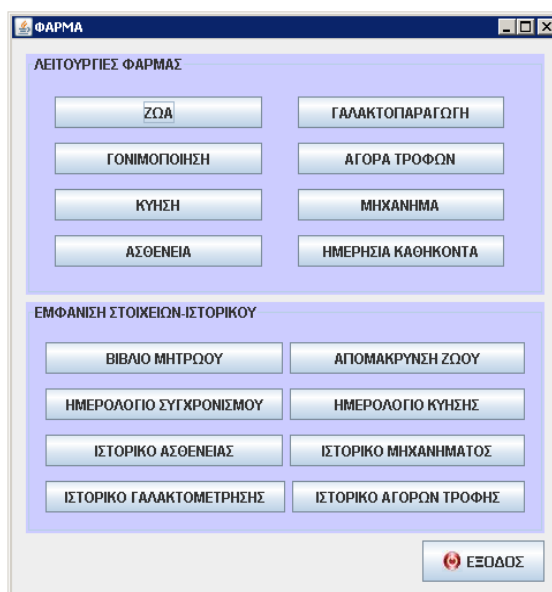 ΦΑΡΜΑ
ΛΕΙΤΟΥΡΓΙΕΣ ΦΑΡΜΑΣ
ΖΩΑ ΓΑΛΑΚΤΟΠΑΡΑΓΩΓΗ
ΓΟΝΙΜΟΠΟΙΗΣΗ ΑΓΟΡΑ ΤΡΟΦΩΝ
ΚΥΗΣΗ ΜΗΧΑΝΗΜΑ
ΑΣΘΕΝΕΙΑ ΗΜΕΡΗΣΙΑ ΚΑΘΗΚΟΝΤΑ
ΕΜΦΑΝΙΣΗ ΣΤΟΙΧΕΙΩΝ-ΙΣΤΟΡΙΚΟΥ
ΒΙΒΛΙΟ ΜΗΤΡΩΟΥ ΑΠΟΜΑΚΡΥΝΣΗ ΖΩΟΥ
ΗΜΕΡΟΛΟΓΙΟ ΣΥΓΧΡΟΝΙΣΜΟΥ ΗΜΕΡΟΛΟΓΙΟ ΚΥΗΣΗΣ
ΙΣΤΟΡΙΚΟ ΑΣΘΕΝΕΙΑΣ ΙΣΤΟΡΙΚΟ ΜΗΧΑΝΗΜΑΤΟΣ
ΙΣΤΟΡΙΚΟ ΓΑΛΑΚΤΟΜΕΤΡΗΣΗΣ ΙΣΤΟΡΙΚΟ ΑΓΟΡΩΝ ΤΡΟΦΗΣ
ΕΞΟΔΟΣ